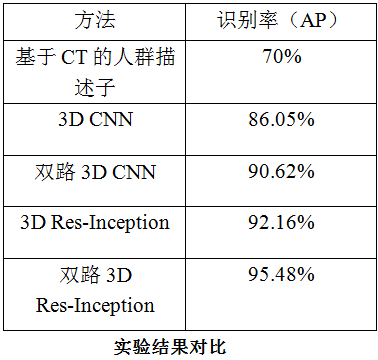 方法 识别率（AP）
基于 CT 的人群描
述子 70%
3D CNN 86.05%
双路 3D CNN 90.62%
3D Res-Inception 92.16%
双路 3D
Res-Inception 95.48%
实验结果对比